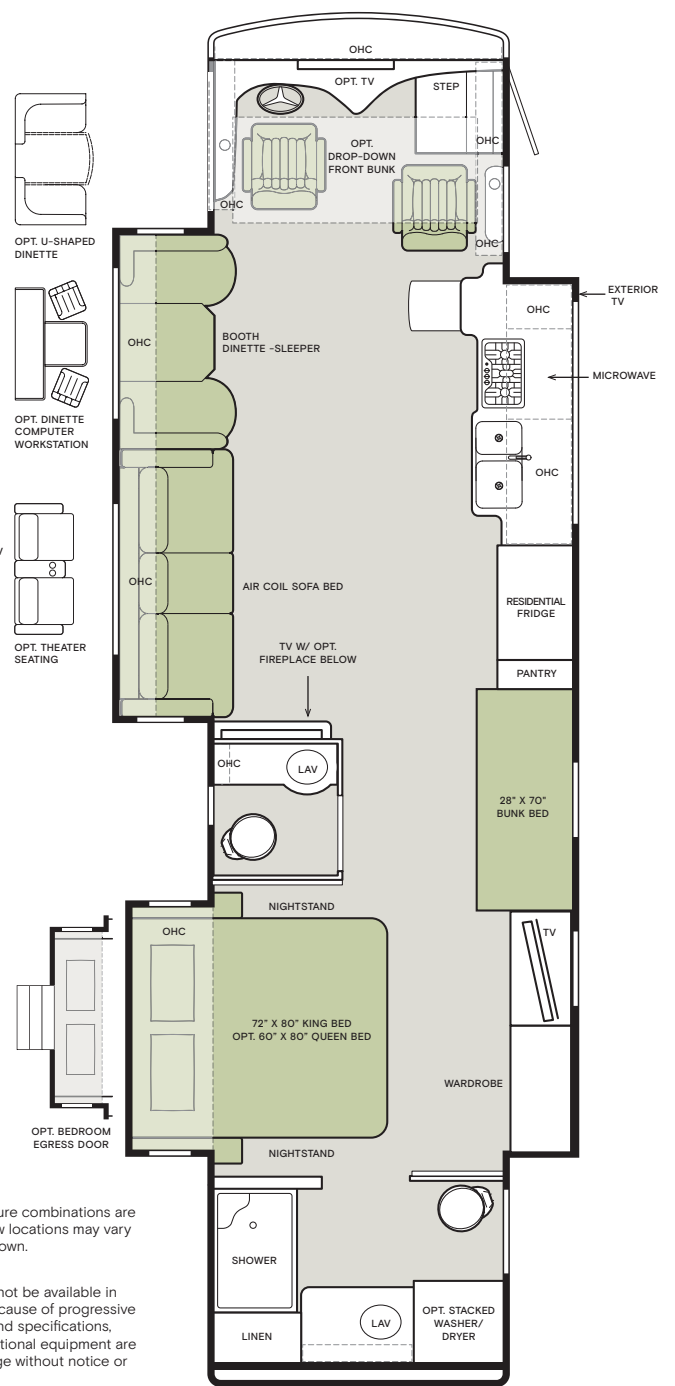 OHC
OPT. TV
STEP
OPT.
DROP-DOWN
FRONT BUNK
OHC
OHC
OHC
OPT. U-SHAPED
DINETTE
EXTERIOR
TV
OHC
OHC
BOOTH
DINETTE -SLEEPER
MICROWAVE
OPT. DINETTE
COMPUTER
WORKSTATION
OHC
OHC
AIR COIL SOFA BED
RESIDENTIAL
FRIDGE
OPT. THEATER
SEATING
TV W/ OPT.
FIREPLACE BELOW
PANTRY
OHC
LAV
28" X 70"
BUNK BED
NIGHTSTAND
OHC
TV
72" X 80" KING BED
OPT. 60" X 80" QUEEN BED
WARDROBE
OPT. BEDROOM
EGRESS DOOR
NIGHTSTAND
ure combinations are
w locations may vary
own.
SHOWER
not be available in
cause of progressive
nd specifications,
tional equipment are
ge without notice or
LINEN
LAV
OPT. STACKED
WASHER/
DRYER